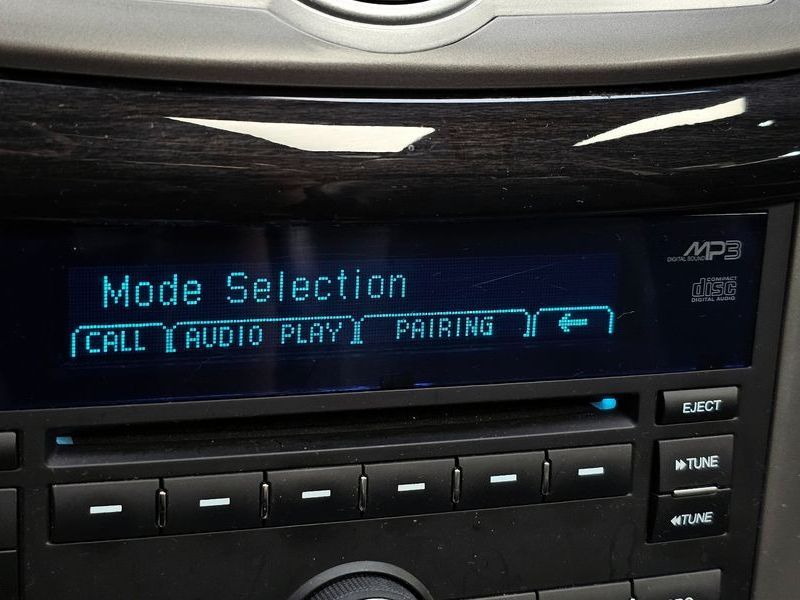 MP3
DIGITAL SOUND
COMPACT
disc
DIGITAL AUDIO
Mode Selection
CALL AUDIO PLAY PAIRING ←
EJECT
TUNE
TUNE